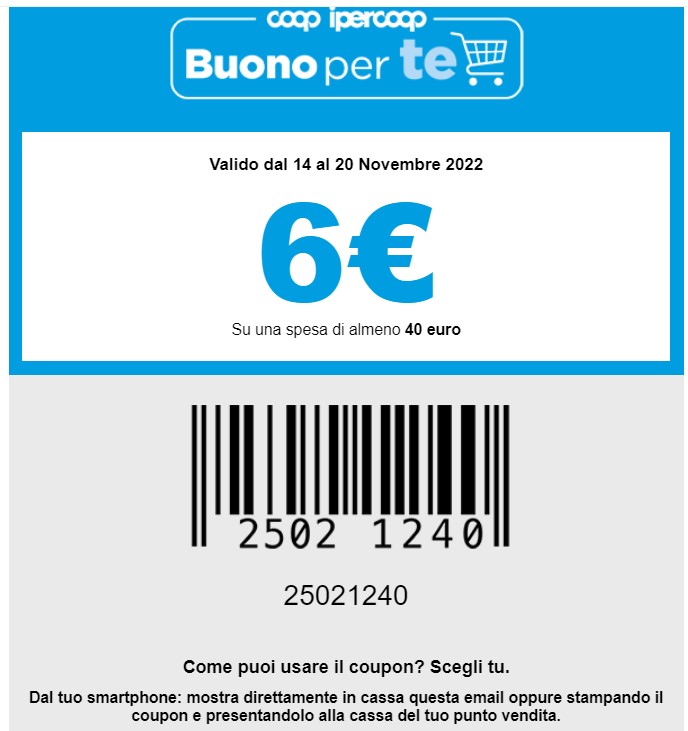 coop ipercoop
Buono per te
Valido dal 14 al 20 Novembre 2022
6€
Su una spesa di almeno 40 euro
2502 1240
25021240
Come puoi usare il coupon? Scegli tu.
Dal tuo smartphone: mostra direttamente in cassa questa email oppure stampando il
coupon e presentandolo alla cassa del tuo punto vendita.